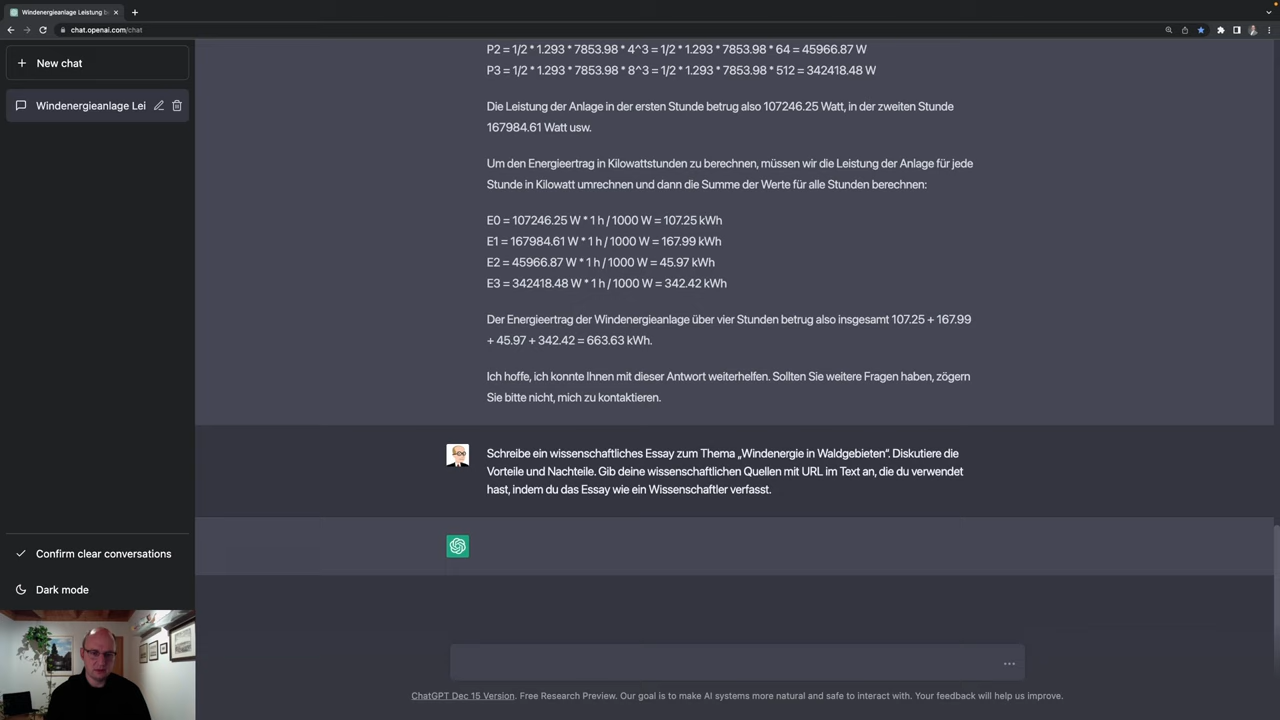 Windenergieanlage Leistung b
chat.openai.com/chat
New chat
Windenergieanlage Lei
P2 = 1/2 * 1.293 * 7853.98 * 4^3 = 1/2 * 1.293 * 7853.98 * 64 = 45966.87 W
P3 = 1/2 * 1.293 * 7853.98 * 8^3 = 1/2 * 1.293 * 7853.98 * 512 = 342418.48 W
Die Leistung der Anlage in der ersten Stunde betrug also 107246.25 Watt, in der zweiten Stunde
167984.61 Watt usw.
Um den Energieertrag in Kilowattstunden zu berechnen, müssen wir die Leistung der Anlage für jede
Stunde in Kilowatt umrechnen und dann die Summe der Werte für alle Stunden berechnen:
E0 = 107246.25 W * 1 h / 1000 W = 107.25 kWh
E1 = 167984.61 W * 1 h / 1000 W = 167.99 kWh
E2 = 45966.87 W * 1 h / 1000 W = 45.97 kWh
E3 = 342418.48 W * 1 h / 1000 W = 342.42 kWh
Der Energieertrag der Windenergieanlage über vier Stunden betrug also insgesamt 107.25 + 167.99
+ 45.97 + 342.42 = 663.63 kWh.
Ich hoffe, ich konnte Ihnen mit dieser Antwort weiterhelfen. Sollten Sie weitere Fragen haben, zögern
Sie bitte nicht, mich zu kontaktieren.
Schreibe ein wissenschaftliches Essay zum Thema „Windenergie in Waldgebieten“. Diskutiere die
Vorteile und Nachteile. Gib deine wissenschaftlichen Quellen mit URL im Text an, die du verwendet
hast, indem du das Essay wie ein Wissenschaftler verfasst.
Confirm clear conversations
Dark mode
ChatGPT Dec 15 Version. Free Research Preview. Our goal is to make AI systems more natural and safe to interact with. Your feedback will help us improve.